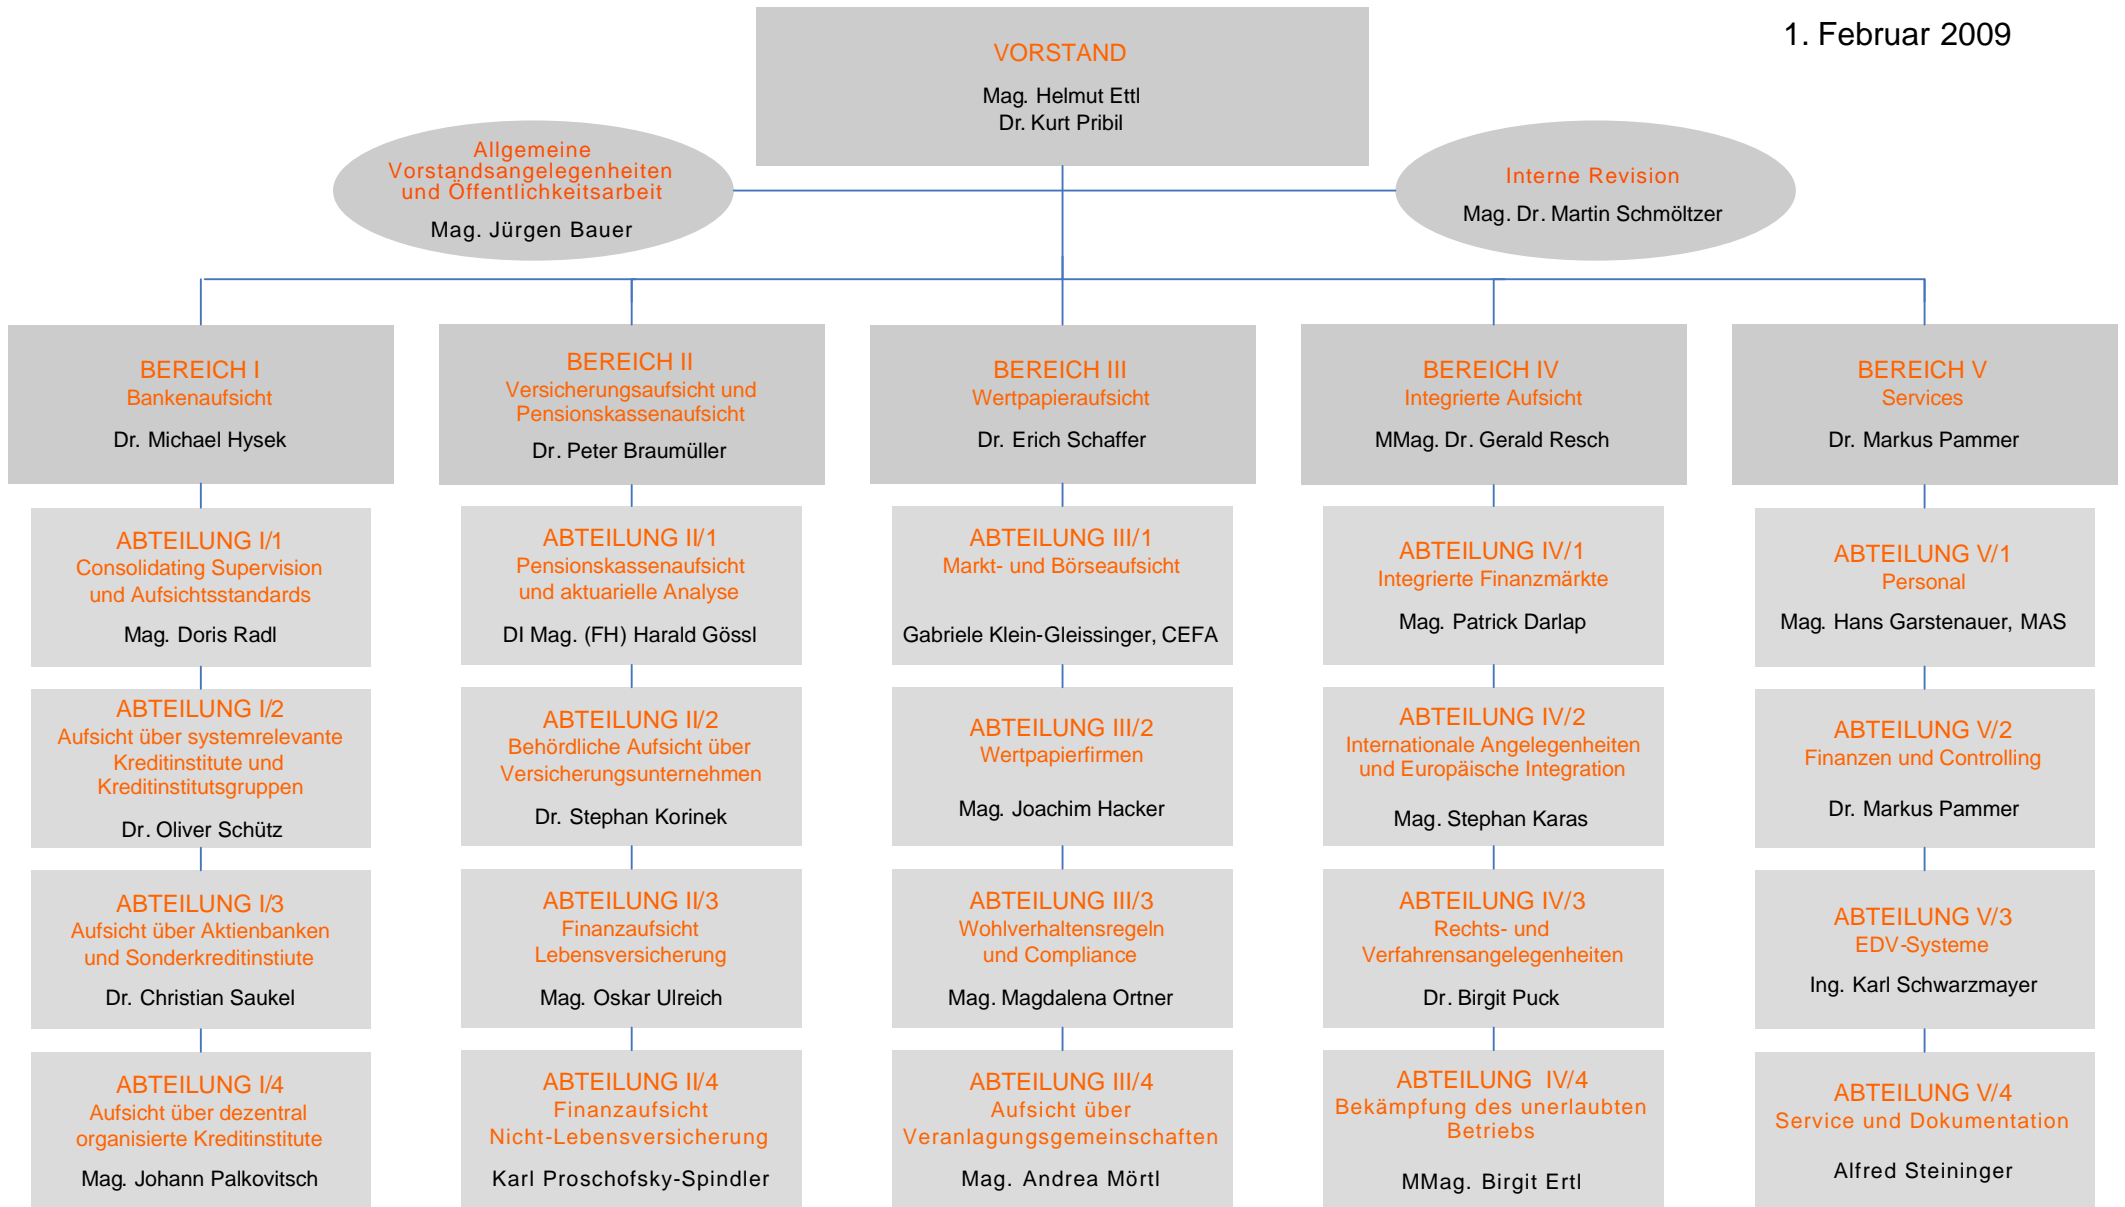 1. Februar 2009
VORSTAND
Mag. Helmut Ettl
Dr. Kurt Pribil
Allgemeine
Vorstandsangelegenheiten
und Öffentlichkeitsarbeit
Mag. Jürgen Bauer
Interne Revision
Mag. Dr. Martin Schmöltzer
BEREICH I
Bankenaufsicht
Dr. Michael Hysek
BEREICH II
Versicherungsaufsicht und
Pensionskassenaufsicht
Dr. Peter Braumüller
BEREICH III
Wertpapieraufsicht
Dr. Erich Schaffer
BEREICH IV
Integrierte Aufsicht
MMag. Dr. Gerald Resch
BEREICH V
Services
Dr. Markus Pammer
ABTEILUNG I/1
Consolidating Supervision
und Aufsichtsstandards
Mag. Doris Radl
ABTEILUNG II/1
Pensionskassenaufsicht
und aktuarielle Analyse
DI Mag. (FH) Harald Gössl
ABTEILUNG III/1
Markt- und Börseaufsicht
Gabriele Klein-Gleissinger, CEFA
ABTEILUNG IV/1
Integrierte Finanzmärkte
Mag. Patrick Darlap
ABTEILUNG V/1
Personal
Mag. Hans Garstenauer, MAS
ABTEILUNG I/2
Aufsicht über systemrelevante
Kreditinstitute und
Kreditinstitutsgruppen
Dr. Oliver Schütz
ABTEILUNG II/2
Behördliche Aufsicht über
Versicherungsunternehmen
Dr. Stephan Korinek
ABTEILUNG III/2
Wertpapierfirmen
Mag. Joachim Hacker
ABTEILUNG IV/2
Internationale Angelegenheiten
und Europäische Integration
Mag. Stephan Karas
ABTEILUNG V/2
Finanzen und Controlling
Dr. Markus Pammer
ABTEILUNG I/3
Aufsicht über Aktienbanken
und Sonderkreditinstiute
Dr. Christian Saukel
ABTEILUNG II/3
Finanzaufsicht
Lebensversicherung
Mag. Oskar Ulreich
ABTEILUNG III/3
Wohlverhaltensregeln
und Compliance
Mag. Magdalena Ortner
ABTEILUNG IV/3
Rechts- und
Verfahrensangelegenheiten
Dr. Birgit Puck
ABTEILUNG V/3
EDV-Systeme
Ing. Karl Schwarzmayer
ABTEILUNG I/4
Aufsicht über dezentral
organisierte Kreditinstitute
Mag. Johann Palkovitsch
ABTEILUNG II/4
Finanzaufsicht
Nicht-Lebensversicherung
Karl Proschofsky-Spindler
ABTEILUNG III/4
Aufsicht über
Veranlagungsgemeinschaften
Mag. Andrea Mörtl
ABTEILUNG IV/4
Bekämpfung des unerlaubten
Betriebs
MMag. Birgit Ertl
ABTEILUNG V/4
Service und Dokumentation
Alfred Steininger